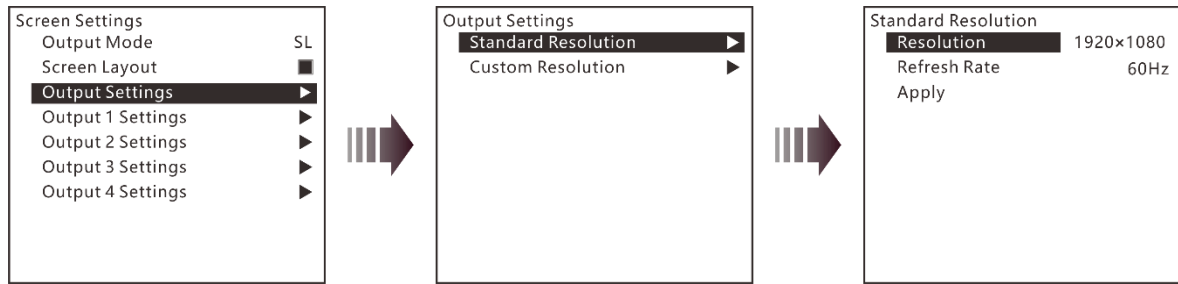 Screen Settings
Output Mode SL
Screen Layout
Output Settings
Output 1 Settings
Output 2 Settings
Output 3 Settings
Output 4 Settings
Output Settings
Standard Resolution
Custom Resolution
Standard Resolution
Resolution 1920×1080
Refresh Rate 60Hz
Apply